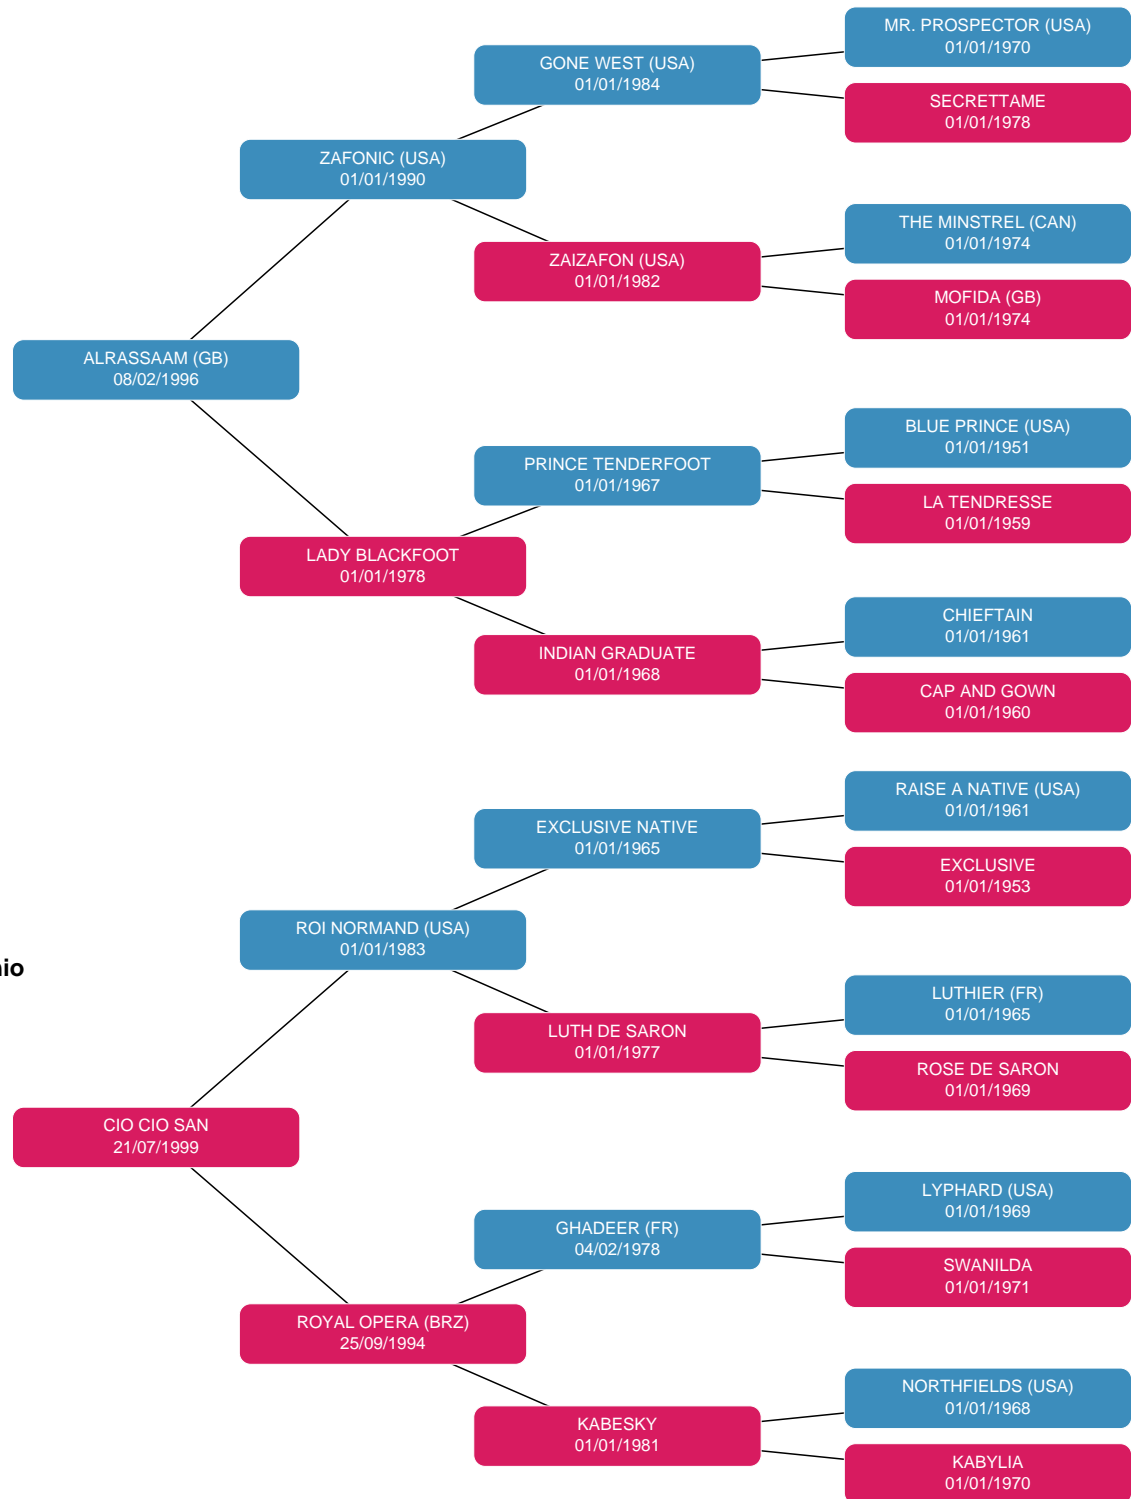 MR. PROSPECTOR (USA)
01/01/1970
GONE WEST (USA)
01/01/1984
SECRETTAME
01/01/1978
ZAFONIC (USA)
01/01/1990
THE MINSTREL (CAN)
01/01/1974
ZAIZAFON (USA)
01/01/1982
MOFIDA (GB)
01/01/1974
ALRASSAAM (GB)
08/02/1996
BLUE PRINCE (USA)
01/01/1951
PRINCE TENDERFOOT
01/01/1967
LA TENDRESSE
01/01/1959
LADY BLACKFOOT
01/01/1978
CHIEFTAIN
01/01/1961
INDIAN GRADUATE
01/01/1968
CAP AND GOWN
01/01/1960
RAISE A NATIVE (USA)
01/01/1961
EXCLUSIVE NATIVE
01/01/1965
EXCLUSIVE
01/01/1953
ROI NORMAND (USA)
01/01/1983
LUTHIER (FR)
01/01/1965
LUTH DE SARON
01/01/1977
ROSE DE SARON
01/01/1969
CIO CIO SAN
21/07/1999
LYPHARD (USA)
01/01/1969
GHADEER (FR)
04/02/1978
SWANILDA
01/01/1971
ROYAL OPERA (BRZ)
25/09/1994
NORTHFIELDS (USA)
01/01/1968
KABESKY
01/01/1981
KABYLIA
01/01/1970